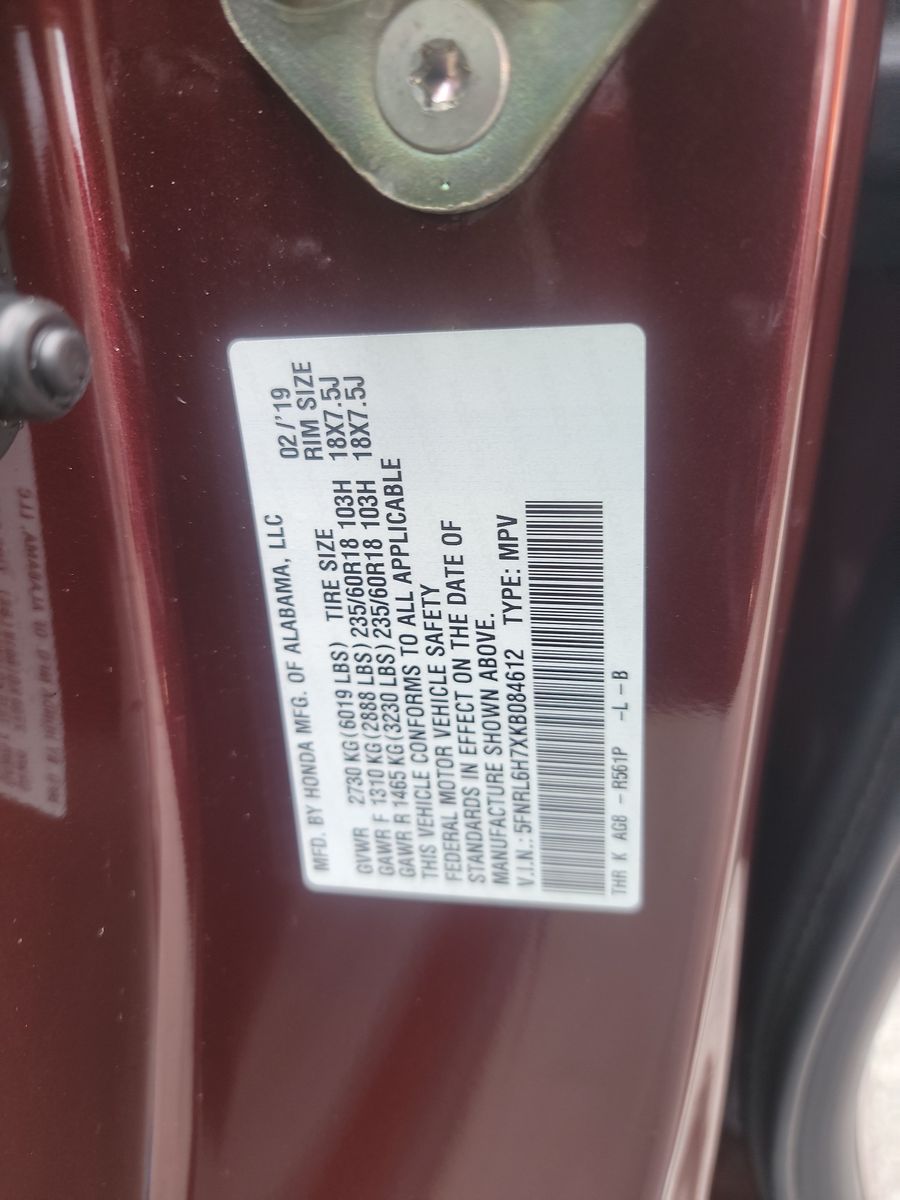 MFD. BY HONDA MFG. OF ALABAMA, LLC 02/'19
GVWR 2730 KG (6019 LBS) TIRE SIZE RIM SIZE
GAWR F 1310 KG (2888 LBS) 235/60R18 103H 18X7.5J
GAWR R 1465 KG (3230 LBS) 235/60R18 103H 18X7.5J
THIS VEHICLE CONFORMS TO ALL APPLICABLE
FEDERAL MOTOR VEHICLE SAFETY
STANDARDS IN EFFECT ON THE DATE OF
MANUFACTURE SHOWN ABOVE.
V.I.N.: 5FNRL6H7XKB084612 TYPE: MPV
THR K AG8 - R561P -L-B